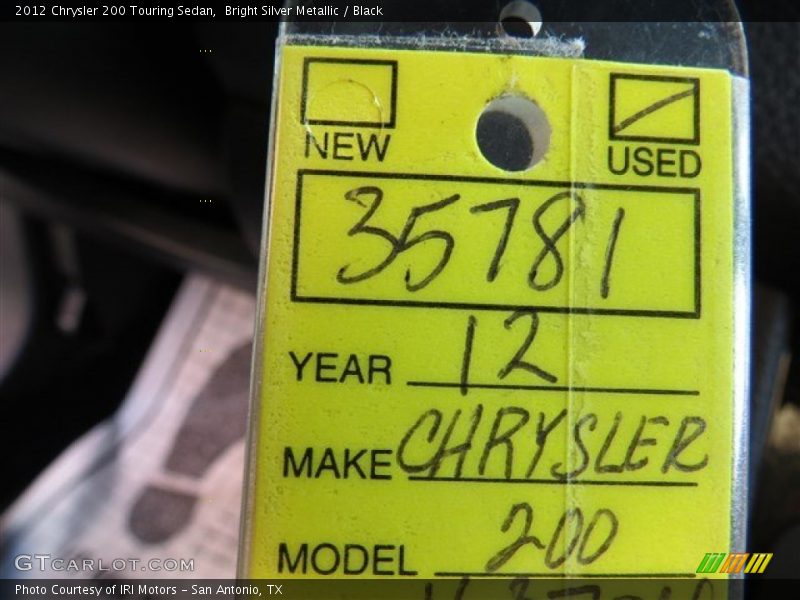 2012 Chrysler 200 Touring Sedan,  Bright Silver Metallic / Black
NEW USED
35781
YEAR 12
MAKE CHRYSLER
MODEL 200
GTCARLOT.COM
Photo Courtesy of IRI Motors – San Antonio, TX